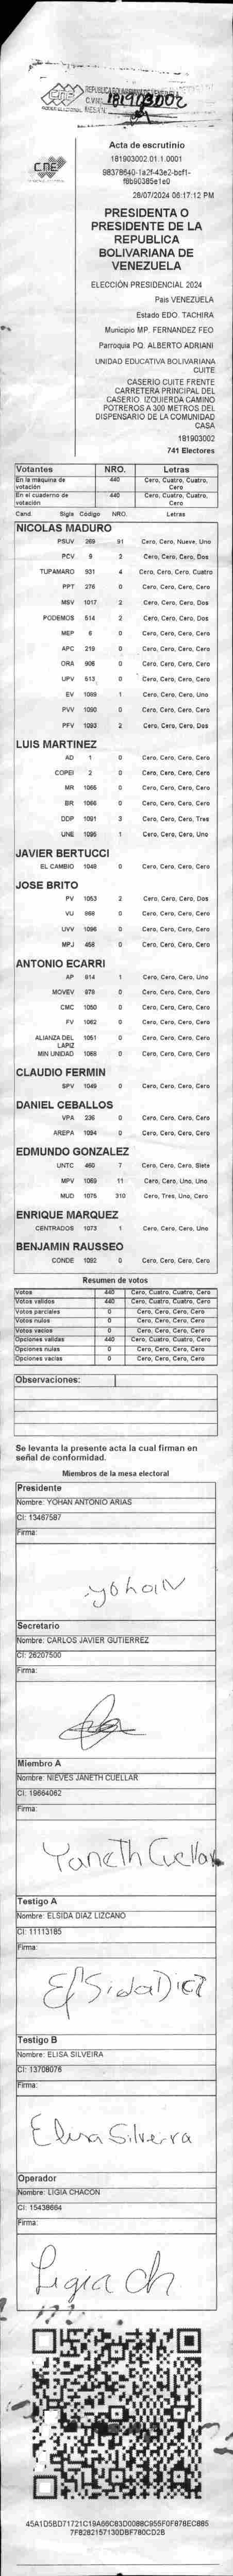 CNE
181903002
CNE
Acta de escrutinio
181903002.01.1.0001
98378640-1a2f-43e2-bcf1-
f8b90385e1e0
28/07/2024 06:17:12 PM
PRESIDENTA O
PRESIDENTE DE LA
REPUBLICA
BOLIVARIANA DE
VENEZUELA
ELECCIÓN PRESIDENCIAL 2024
Pais VENEZUELA
Estado EDO. TACHIRA
Municipio MP. FERNANDEZ FEO
Parroquia PQ. ALBERTO ADRIANI
UNIDAD EDUCATIVA BOLIVARIANA
CUITE
CASERIO CUITE FRENTE
CARRETERA PRINCIPAL DEL
CASERIO. IZQUIERDA CAMINO
POTREROS A 300 METROS DEL
DISPENSARIO DE LA COMUNIDAD
CASA
181903002
741 Electores
Votantes NRO. Letras
En la máquina de votación 440 Cero, Cuatro, Cuatro, Cero
En el cuaderno de votación 440 Cero, Cuatro, Cuatro, Cero
Cand. Sigla Código NRO. Letras
NICOLAS MADURO
PSUV 269 91 Cero, Cero, Nueve, Uno
PCV 9 2 Cero, Cero, Cero, Dos
TUPAMARO 931 4 Cero, Cero, Cero, Cuatro
PPT 276 0 Cero, Cero, Cero, Cero
MSV 1017 2 Cero, Cero, Cero, Dos
PODEMOS 514 2 Cero, Cero, Cero, Dos
MEP 6 0 Cero, Cero, Cero, Cero
APC 219 0 Cero, Cero, Cero, Cero
ORA 906 0 Cero, Cero, Cero, Cero
UPV 513 0 Cero, Cero, Cero, Cero
EV 1089 1 Cero, Cero, Cero, Uno
PVV 1090 0 Cero, Cero, Cero, Cero
PFV 1093 2 Cero, Cero, Cero, Dos
LUIS MARTINEZ
AD 1 0 Cero, Cero, Cero, Cero
COPEI 2 0 Cero, Cero, Cero, Cero
MR 1065 0 Cero, Cero, Cero, Cero
BR 1066 0 Cero, Cero, Cero, Cero
DDP 1091 3 Cero, Cero, Cero, Tres
UNE 1095 1 Cero, Cero, Cero, Uno
JAVIER BERTUCCI
EL CAMBIO 1048 0 Cero, Cero, Cero, Cero
JOSE BRITO
PV 1053 2 Cero, Cero, Cero, Dos
VU 968 0 Cero, Cero, Cero, Cero
UVV 1096 0 Cero, Cero, Cero, Cero
MPJ 456 0 Cero, Cero, Cero, Cero
ANTONIO ECARRI
AP 914 1 Cero, Cero, Cero, Uno
MOVEV 979 0 Cero, Cero, Cero, Cero
CMC 1050 0 Cero, Cero, Cero, Cero
FV 1062 0 Cero, Cero, Cero, Cero
ALIANZA DEL LAPIZ 1051 0 Cero, Cero, Cero, Cero
MIN UNIDAD 1068 0 Cero, Cero, Cero, Cero
CLAUDIO FERMIN
SPV 1049 0 Cero, Cero, Cero, Cero
DANIEL CEBALLOS
VPA 236 0 Cero, Cero, Cero, Cero
AREPA 1094 0 Cero, Cero, Cero, Cero
EDMUNDO GONZALEZ
UNTC 460 7 Cero, Cero, Cero, Siete
MPV 1069 11 Cero, Cero, Uno, Uno
MUD 1075 310 Cero, Tres, Uno, Cero
ENRIQUE MARQUEZ
CENTRADOS 1073 1 Cero, Cero, Cero, Uno
BENJAMIN RAUSSEO
CONDE 1092 0 Cero, Cero, Cero, Cero
Resumen de votos
Votos 440 Cero, Cuatro, Cuatro, Cero
Votos validos 440 Cero, Cuatro, Cuatro, Cero
Votos parciales 0 Cero, Cero, Cero, Cero
Votos nulos 0 Cero, Cero, Cero, Cero
Votos vacios 0 Cero, Cero, Cero, Cero
Opciones validas 440 Cero, Cuatro, Cuatro, Cero
Opciones nulas 0 Cero, Cero, Cero, Cero
Opciones vacias 0 Cero, Cero, Cero, Cero
Observaciones:
Se levanta la presente acta la cual firman en
señal de conformidad.
Miembros de la mesa electoral
Presidente
Nombre: YOHAN ANTONIO ARIAS
CI: 13467587
Firma:
yohan
Secretario
Nombre: CARLOS JAVIER GUTIERREZ
CI: 26207500
Firma:
Miembro A
Nombre: NIEVES JANETH CUELLAR
CI: 19664062
Firma:
Yaneth Cuellar
Testigo A
Nombre: ELSIDA DIAZ LIZCANO
CI: 11113185
Firma:
ElSidaDiaz
Testigo B
Nombre: ELISA SILVEIRA
CI: 13708076
Firma:
Elisa Silveira
Operador
Nombre: LIGIA CHACON
CI: 15438664
Firma:
Ligia ch
45A1D5BD71721C19A66C83D0088C955F0F878EC885
7F8282157130DBF780CD2B